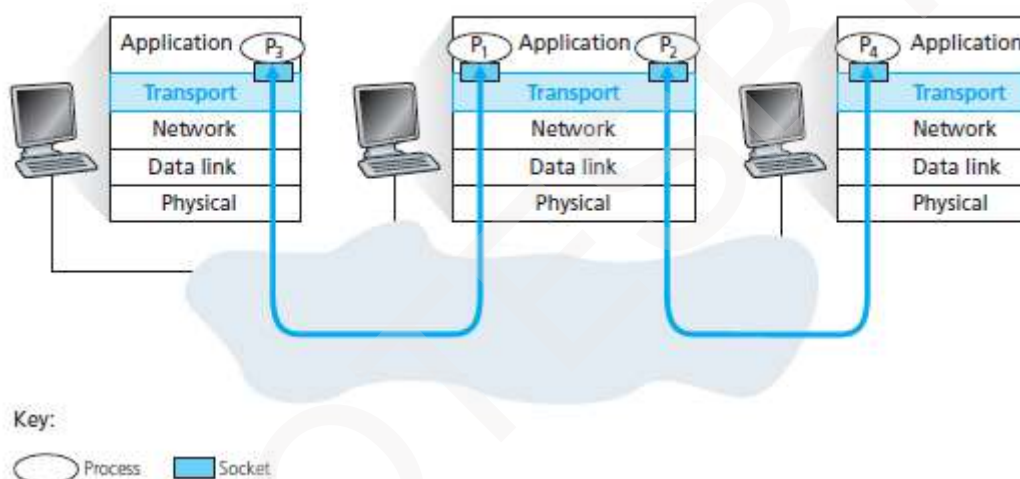 Application P3
P1 Application P2
P4 Application
Transport
Transport
Transport
Network
Network
Network
Data link
Data link
Data link
Physical
Physical
Physical
Key:
Process Socket